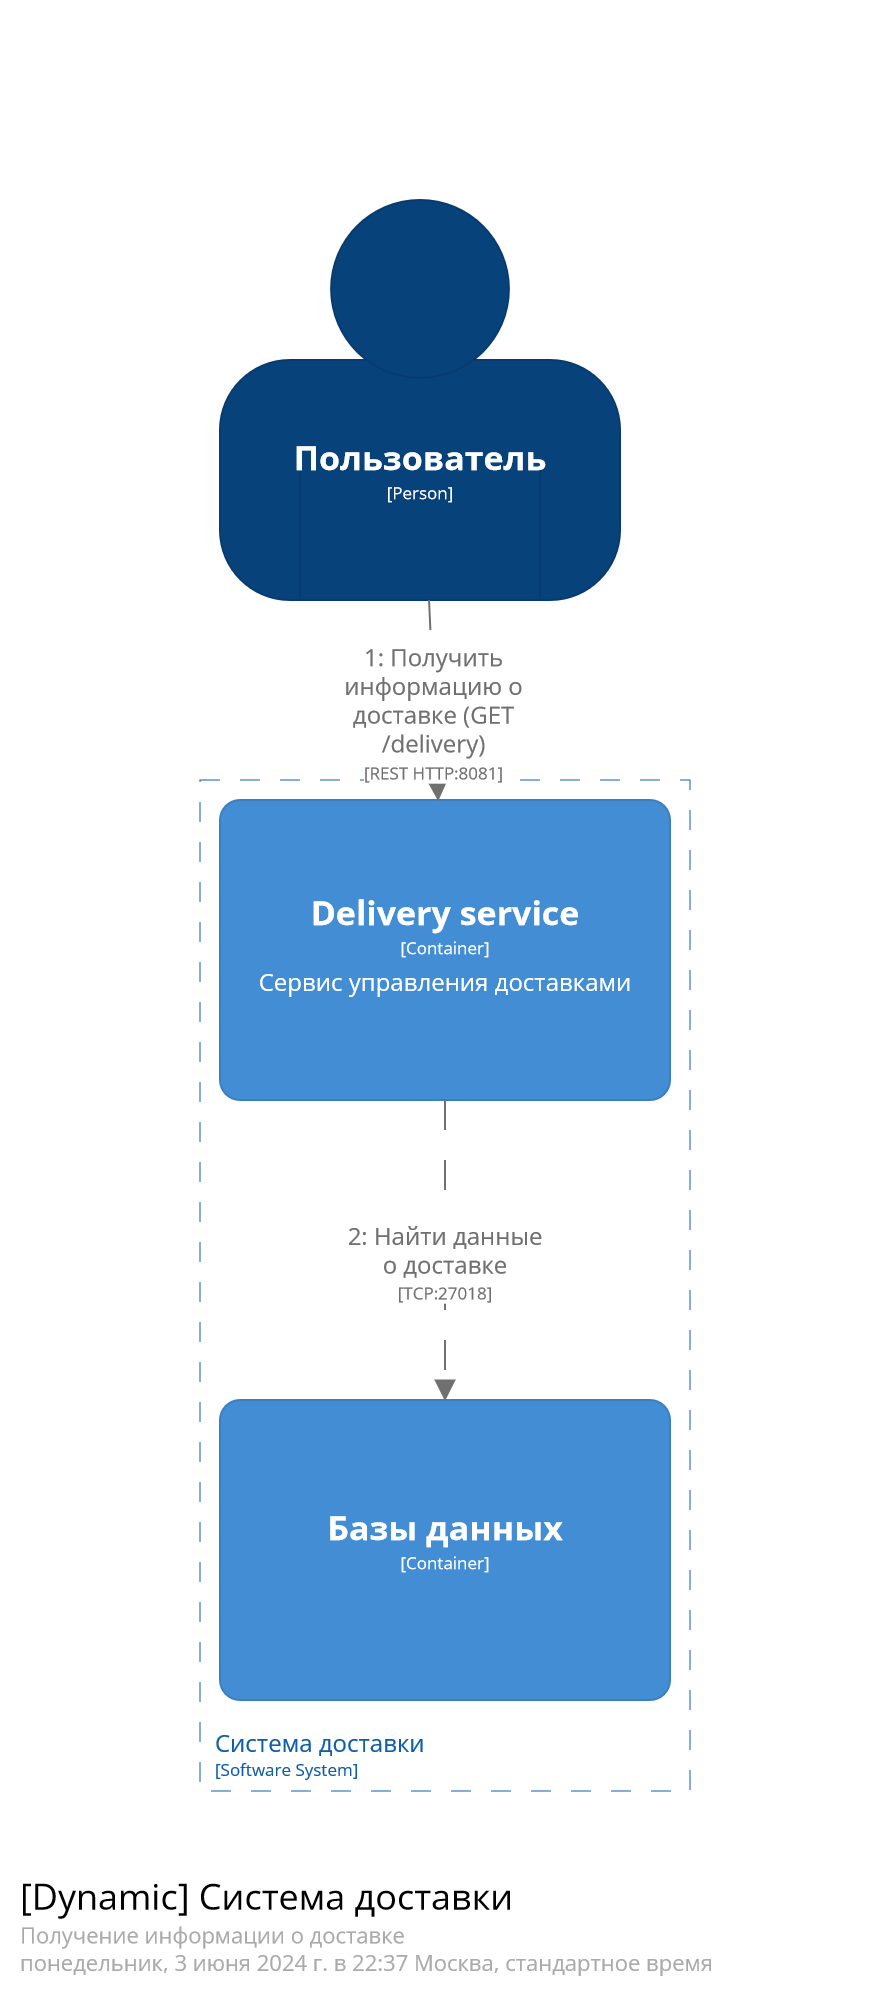 Пользователь
[Person]
1: Получить
информацию о
доставке (GET
/delivery)
[REST HTTP:8081]
Delivery service
[Container]
Сервис управления доставками
2: Найти данные
о доставке
[TCP:27018]
Базы данных
[Container]
Система доставки
[Software System]
[Dynamic] Система доставки
Получение информации о доставке
понедельник, 3 июня 2024 г. в 22:37 Москва, стандартное время